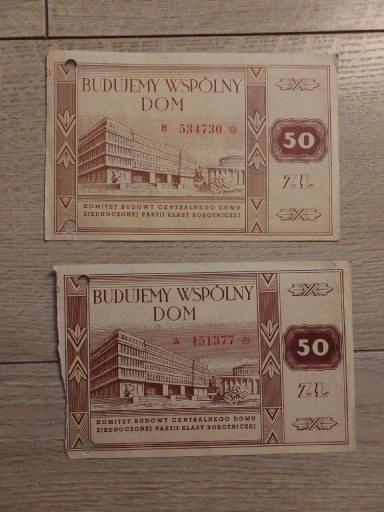 BUDUJEMY WSPÓLNY
DOM
B 534730
50
ZŁ
KOMITET BUDOWY CENTRALNEGO DOMU
ZJEDNOCZONEJ PARTII KLASY ROBOTNICZEJ
BUDUJEMY WSPÓLNY
DOM
A 451377
50
ZŁ
KOMITET BUDOWY CENTRALNEGO DOMU
ZJEDNOCZONEJ PARTII KLASY ROBOTNICZEJ